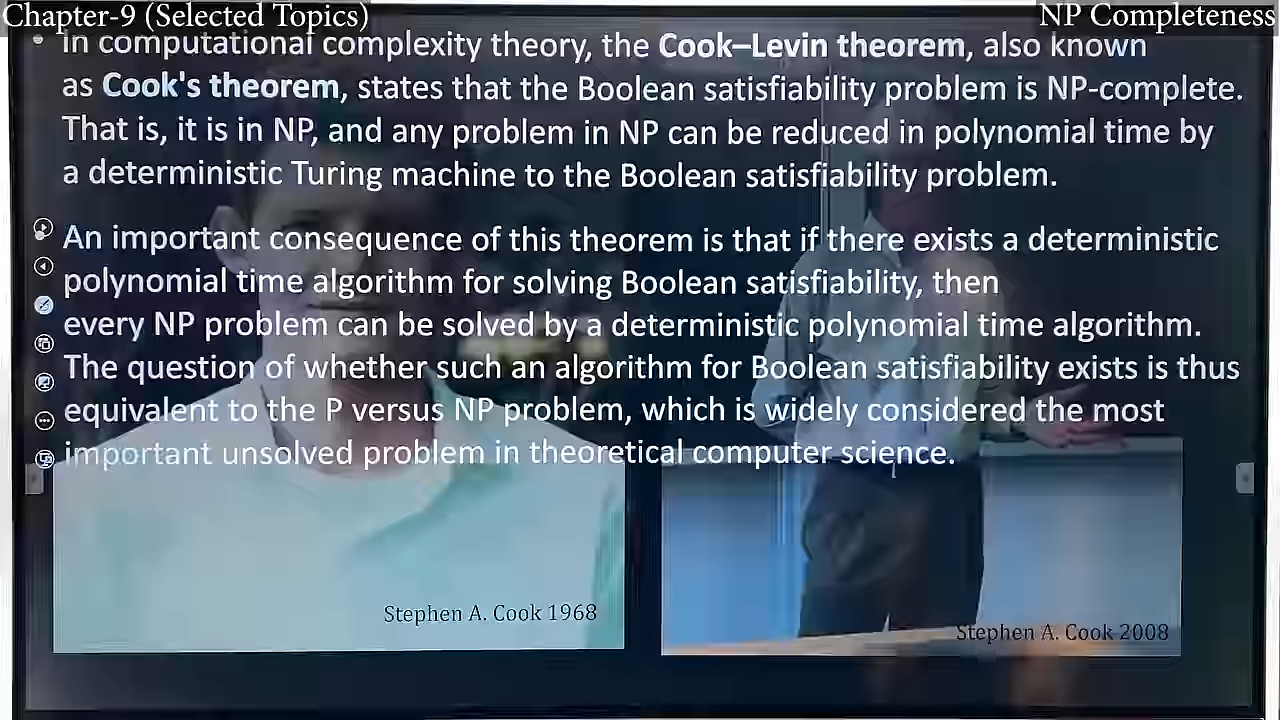 Chapter-9 (Selected Topics)
NP Completeness
In computational complexity theory, the Cook–Levin theorem, also known
as Cook's theorem, states that the Boolean satisfiability problem is NP-complete.
That is, it is in NP, and any problem in NP can be reduced in polynomial time by
a deterministic Turing machine to the Boolean satisfiability problem.
An important consequence of this theorem is that if there exists a deterministic
polynomial time algorithm for solving Boolean satisfiability, then
every NP problem can be solved by a deterministic polynomial time algorithm.
The question of whether such an algorithm for Boolean satisfiability exists is thus
equivalent to the P versus NP problem, which is widely considered the most
important unsolved problem in theoretical computer science.
Stephen A. Cook 1968
Stephen A. Cook 2008